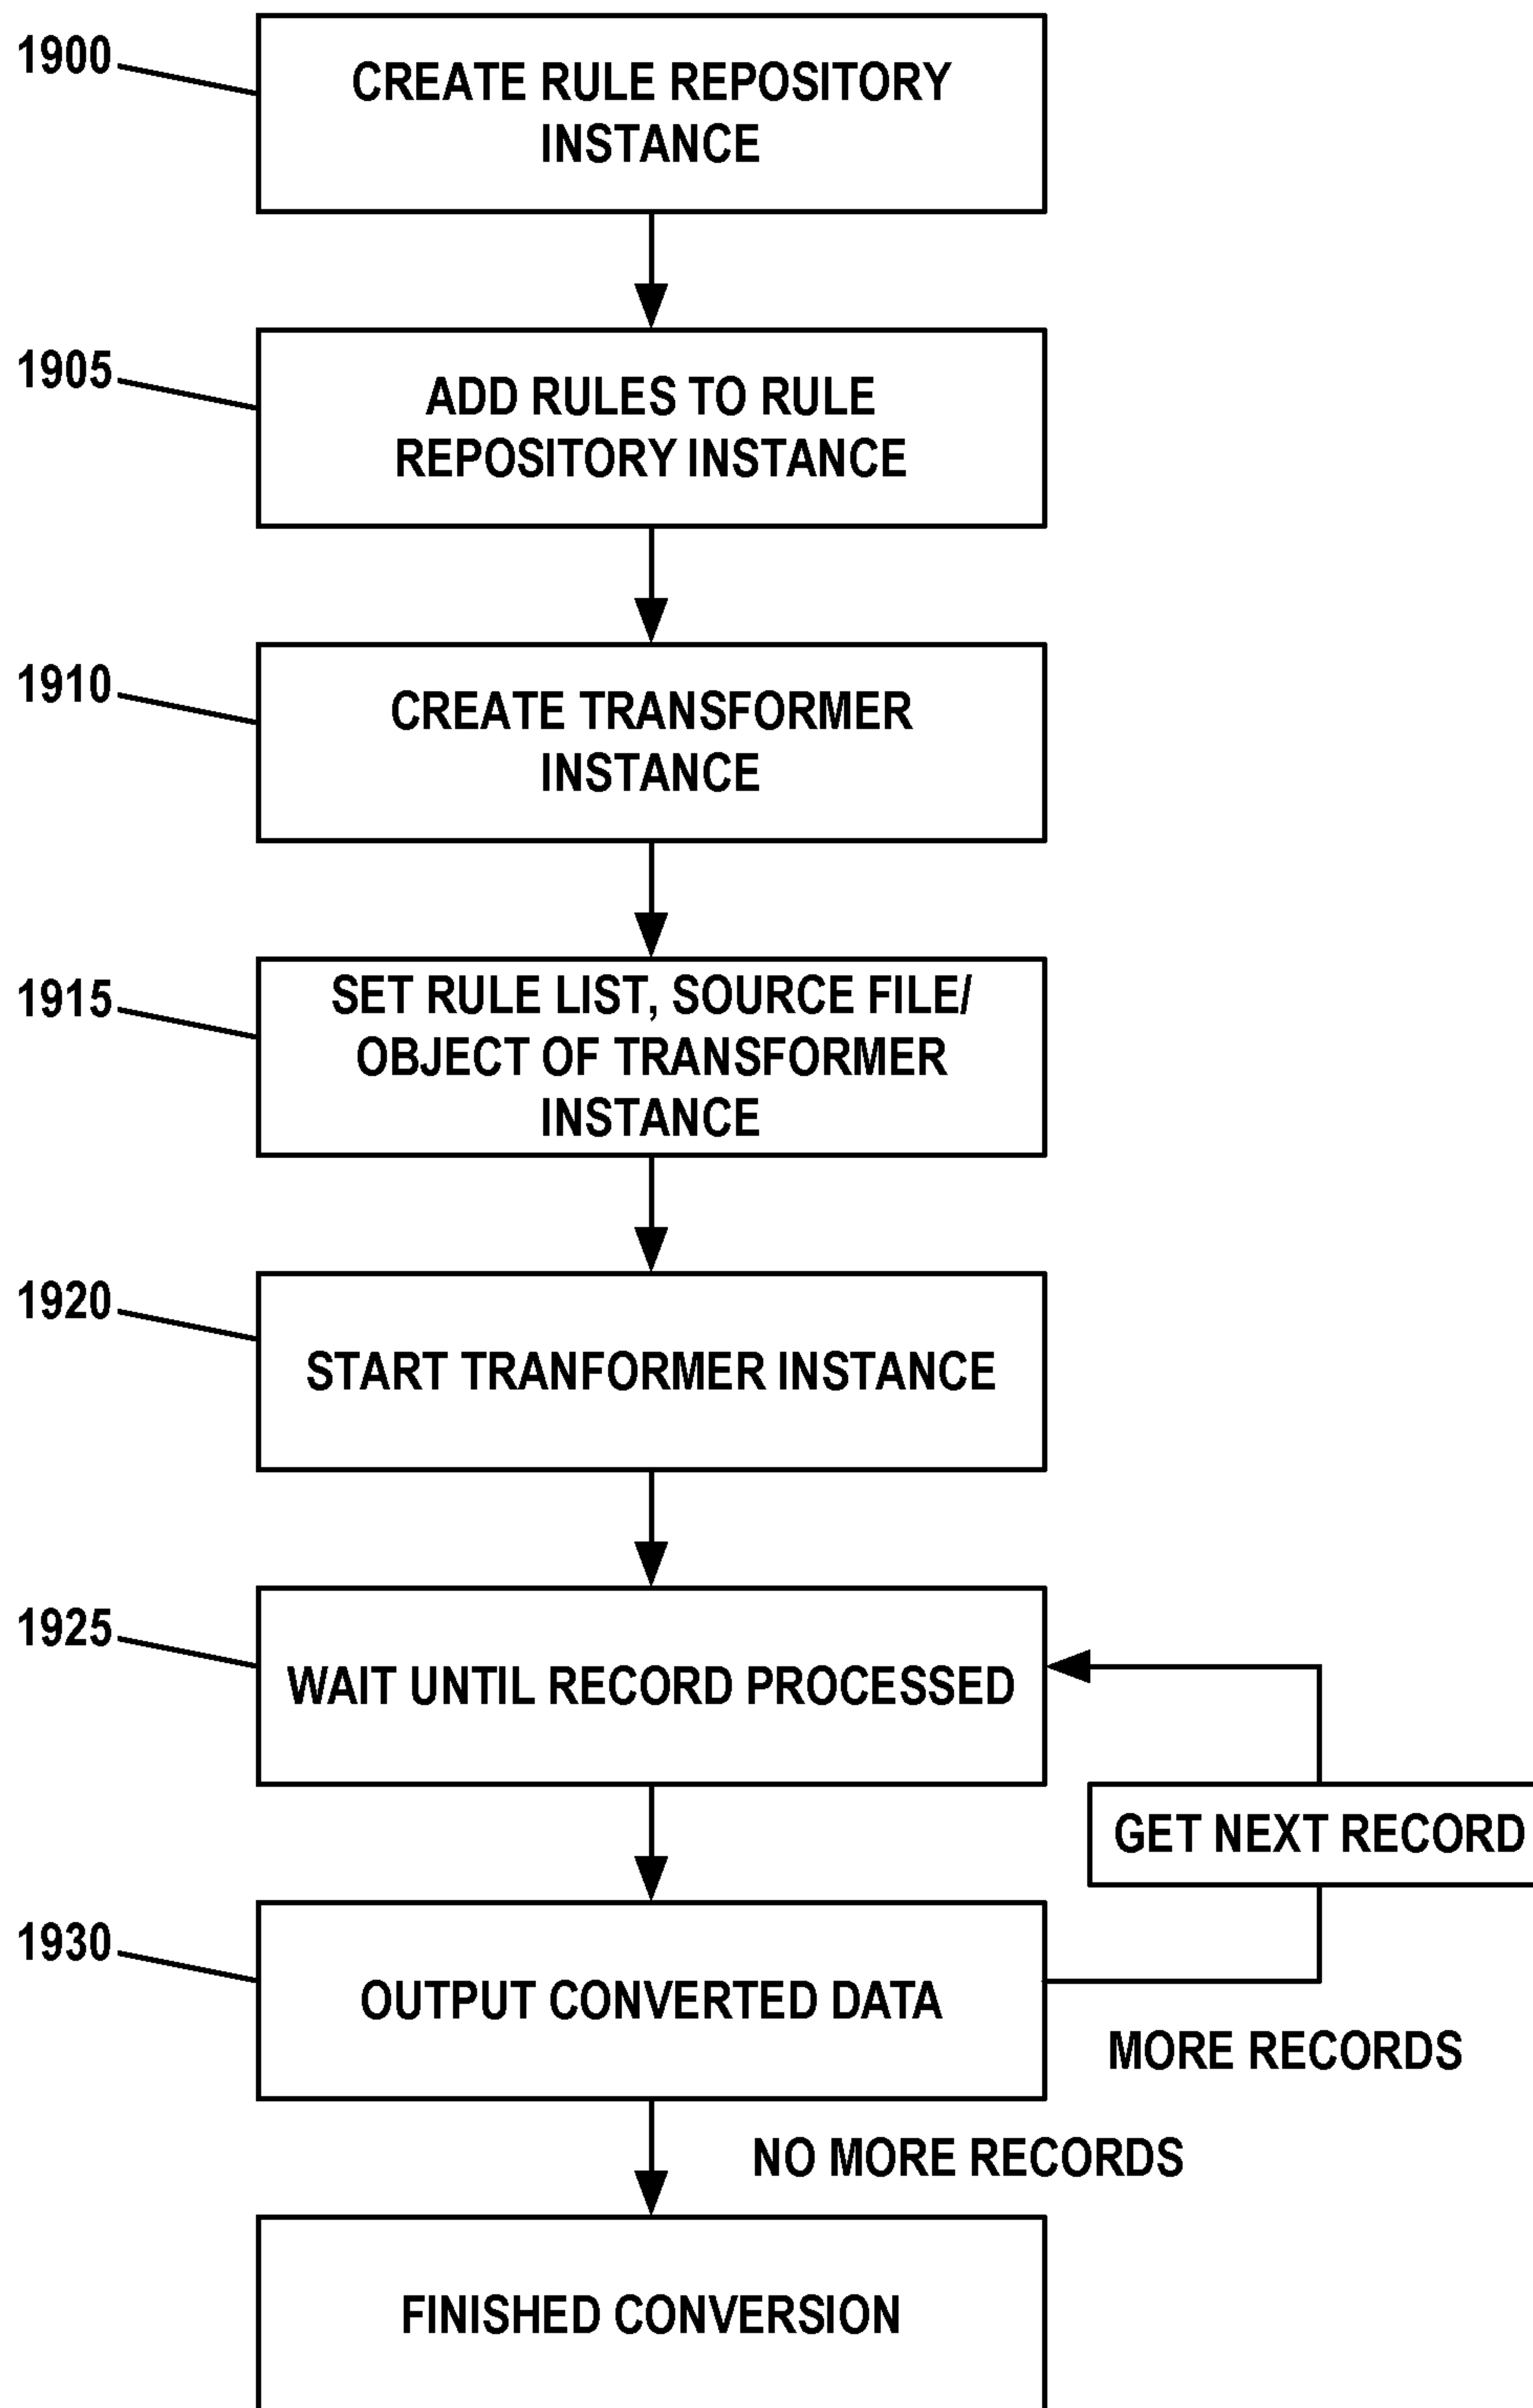 1900
CREATE RULE REPOSITORY
INSTANCE
1905
ADD RULES TO RULE
REPOSITORY INSTANCE
1910
CREATE TRANSFORMER
INSTANCE
1915
SET RULE LIST, SOURCE FILE/
OBJECT OF TRANSFORMER
INSTANCE
1920
START TRANFORMER INSTANCE
1925
WAIT UNTIL RECORD PROCESSED
GET NEXT RECORD
1930
OUTPUT CONVERTED DATA
MORE RECORDS
NO MORE RECORDS
FINISHED CONVERSION